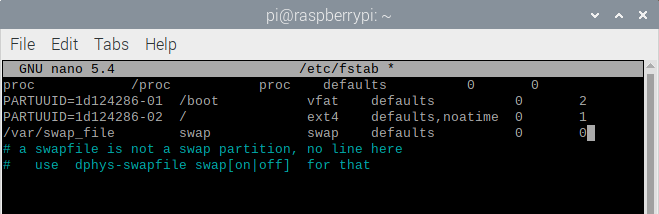 pi@raspberrypi: ~
File Edit Tabs Help
GNU nano 5.4 /etc/fstab *
proc /proc proc defaults 0 0
PARTUUID=1d124286-01 /boot vfat defaults 0 2
PARTUUID=1d124286-02 / ext4 defaults,noatime 0 1
/var/swap_file swap swap defaults 0 0
# a swapfile is not a swap partition, no line here
# use dphys-swapfile swap[on|off] for that